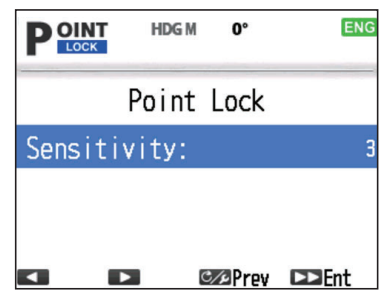 POINT LOCK HDG M 0° ENG
Point Lock
Sensitivity: 3
Prev Ent